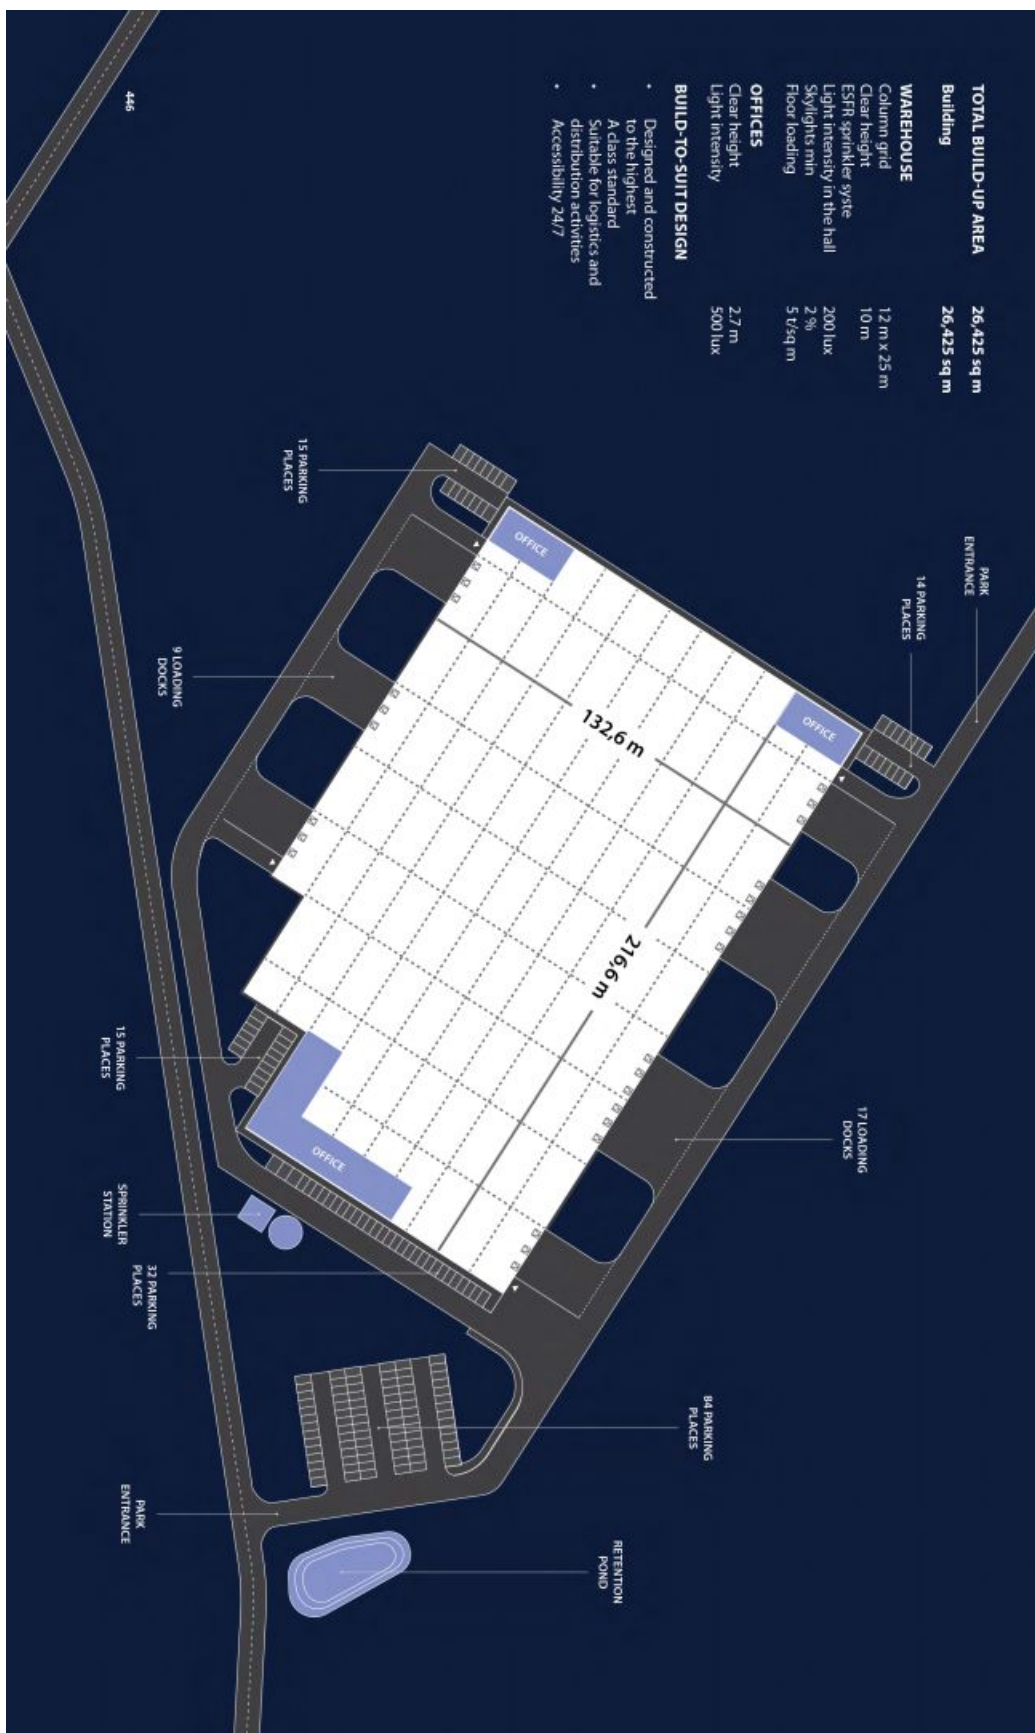 TOTAL BUILD-UP AREA 26,425 sq m
Building 26,425 sq m
WAREHOUSE
Column grid 12 m x 25 m
Clear height 10 m
ESFR sprinkler syste
Light intensity in the hall 200 lux
Skylights min 2 %
Floor loading 5 t/sq m
OFFICES
Clear height 2.7 m
Light intensity 500 lux
BUILD-TO-SUIT DESIGN
• Designed and constructed
to the highest
A class standard
• Suitable for logistics and
distribution activities
• Accessibility 24/7
PARK
ENTRANCE
14 PARKING
PLACES
17 LOADING
DOCKS
84 PARKING
PLACES
RETENTION
POND
OFFICE
OFFICE
132,6 m
216,6 m
OFFICE
15 PARKING
PLACES
9 LOADING
DOCKS
15 PARKING
PLACES
SPRINKLER
STATION
32 PARKING
PLACES
PARK
ENTRANCE
446